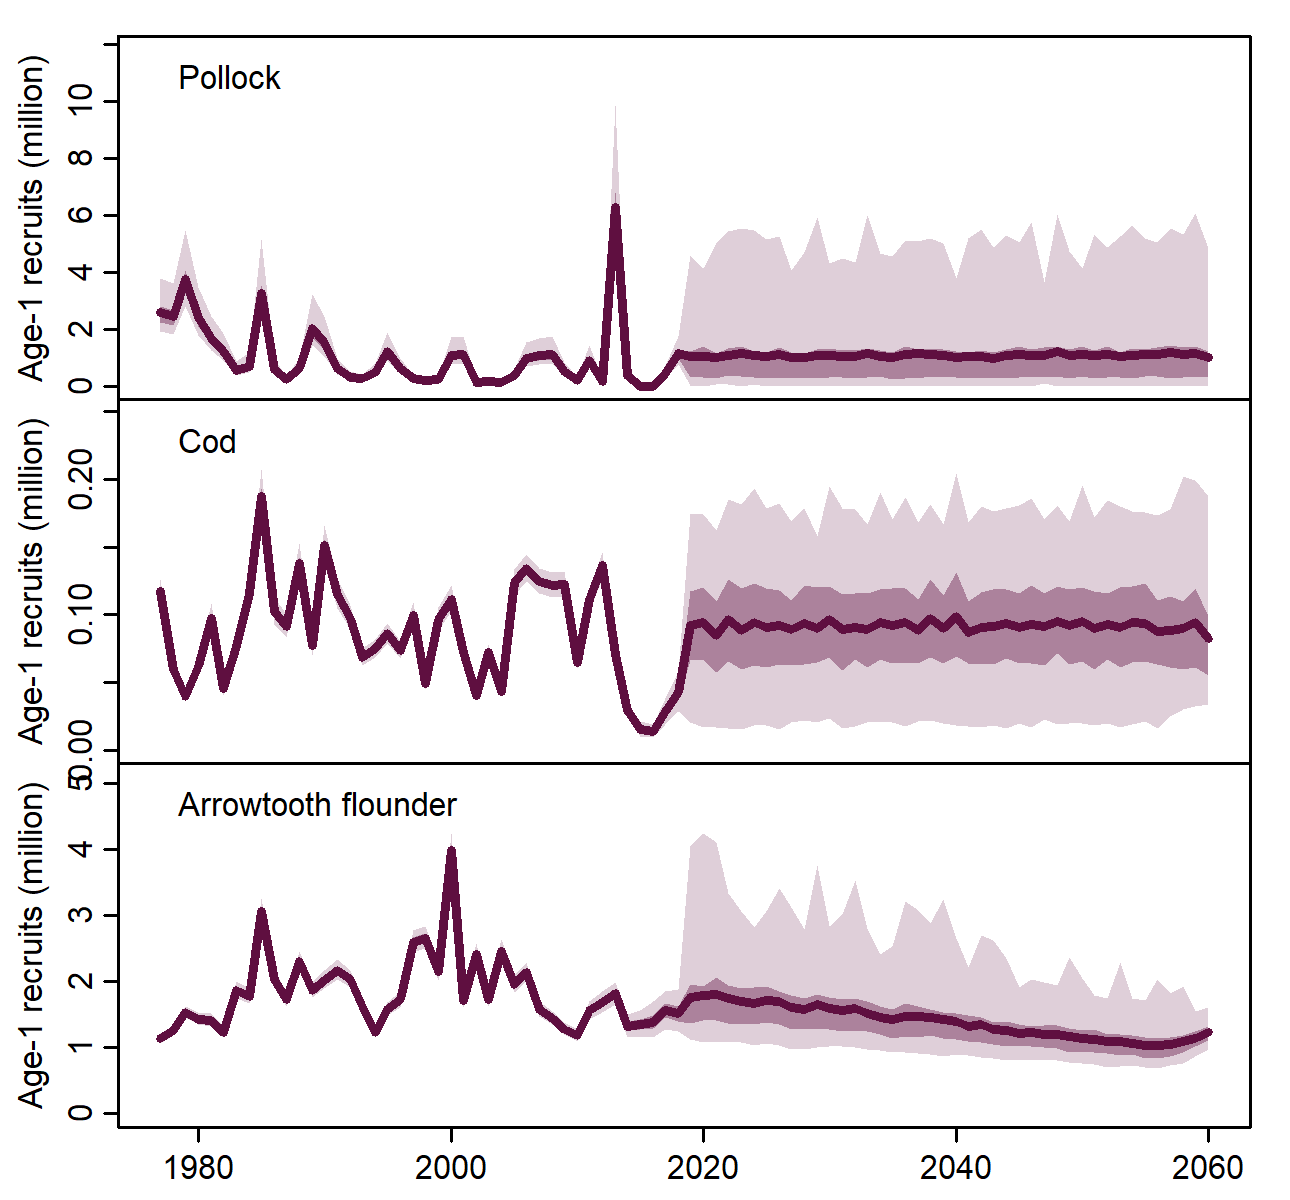 Pollock
Age-1 recruits (million)
10
8
6
4
2
0
Cod
Age-1 recruits (million)
0.20
0.10
0.00
Arrowtooth flounder
Age-1 recruits (million)
5
4
3
2
1
0
1980 2000 2020 2040 2060